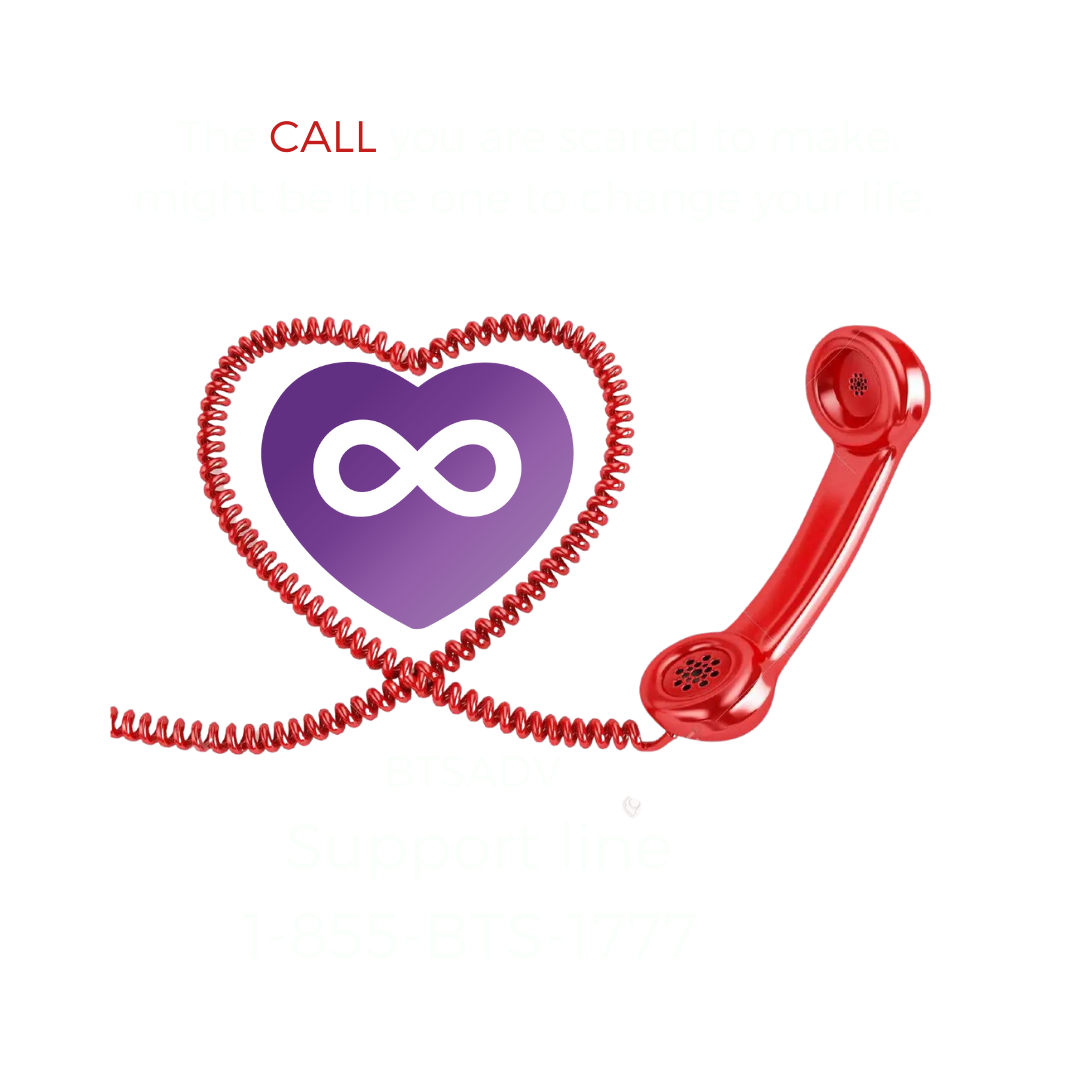 The CALL you are scared to make
might be the one to change your life
BTSADV
Support line
1-855-BTS-1777